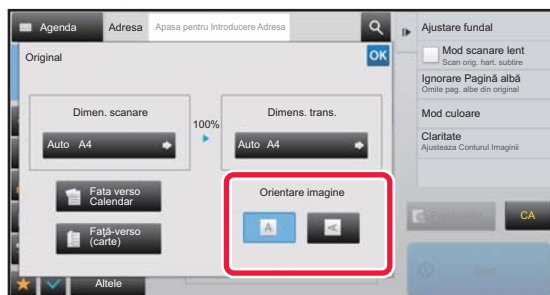 Agenda
Adresa
Apasa pentru Introducere Adresa
Original
OK
Dimen. scanare
100%
Dimens. trans.
Auto A4
Auto A4
Fata verso
Calendar
Faţă-verso
(carte)
Orientare imagine
A
A
Altele
Ajustare fundal
Mod scanare lent
Scan orig. hart. subtire
Ignorare Pagină albă
Omite pag. albe din original
Mod culoare
Claritate
Ajusteaza Conturul Imaginii
CA
Start